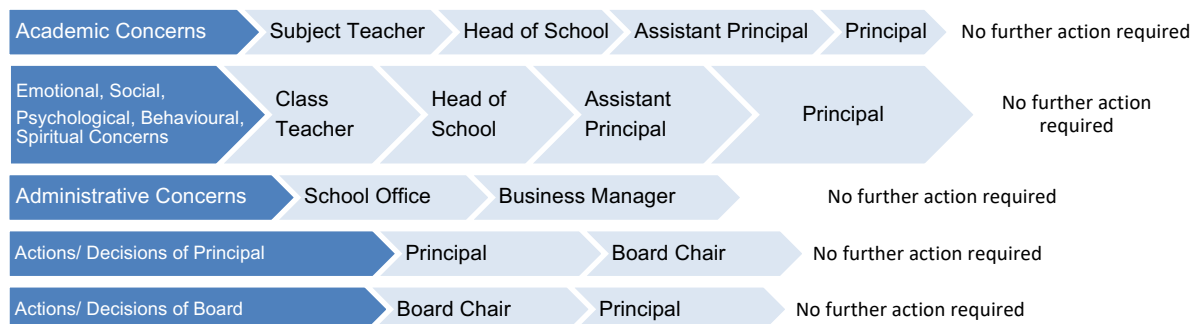 Academic Concerns Subject Teacher Head of School Assistant Principal Principal No further action required
Emotional, Social,
Psychological, Behavioural,
Spiritual Concerns
Class
Teacher
Head of
School
Assistant
Principal
Principal
No further action
required
Administrative Concerns School Office Business Manager No further action required
Actions/ Decisions of Principal Principal Board Chair No further action required
Actions/ Decisions of Board Board Chair Principal No further action required